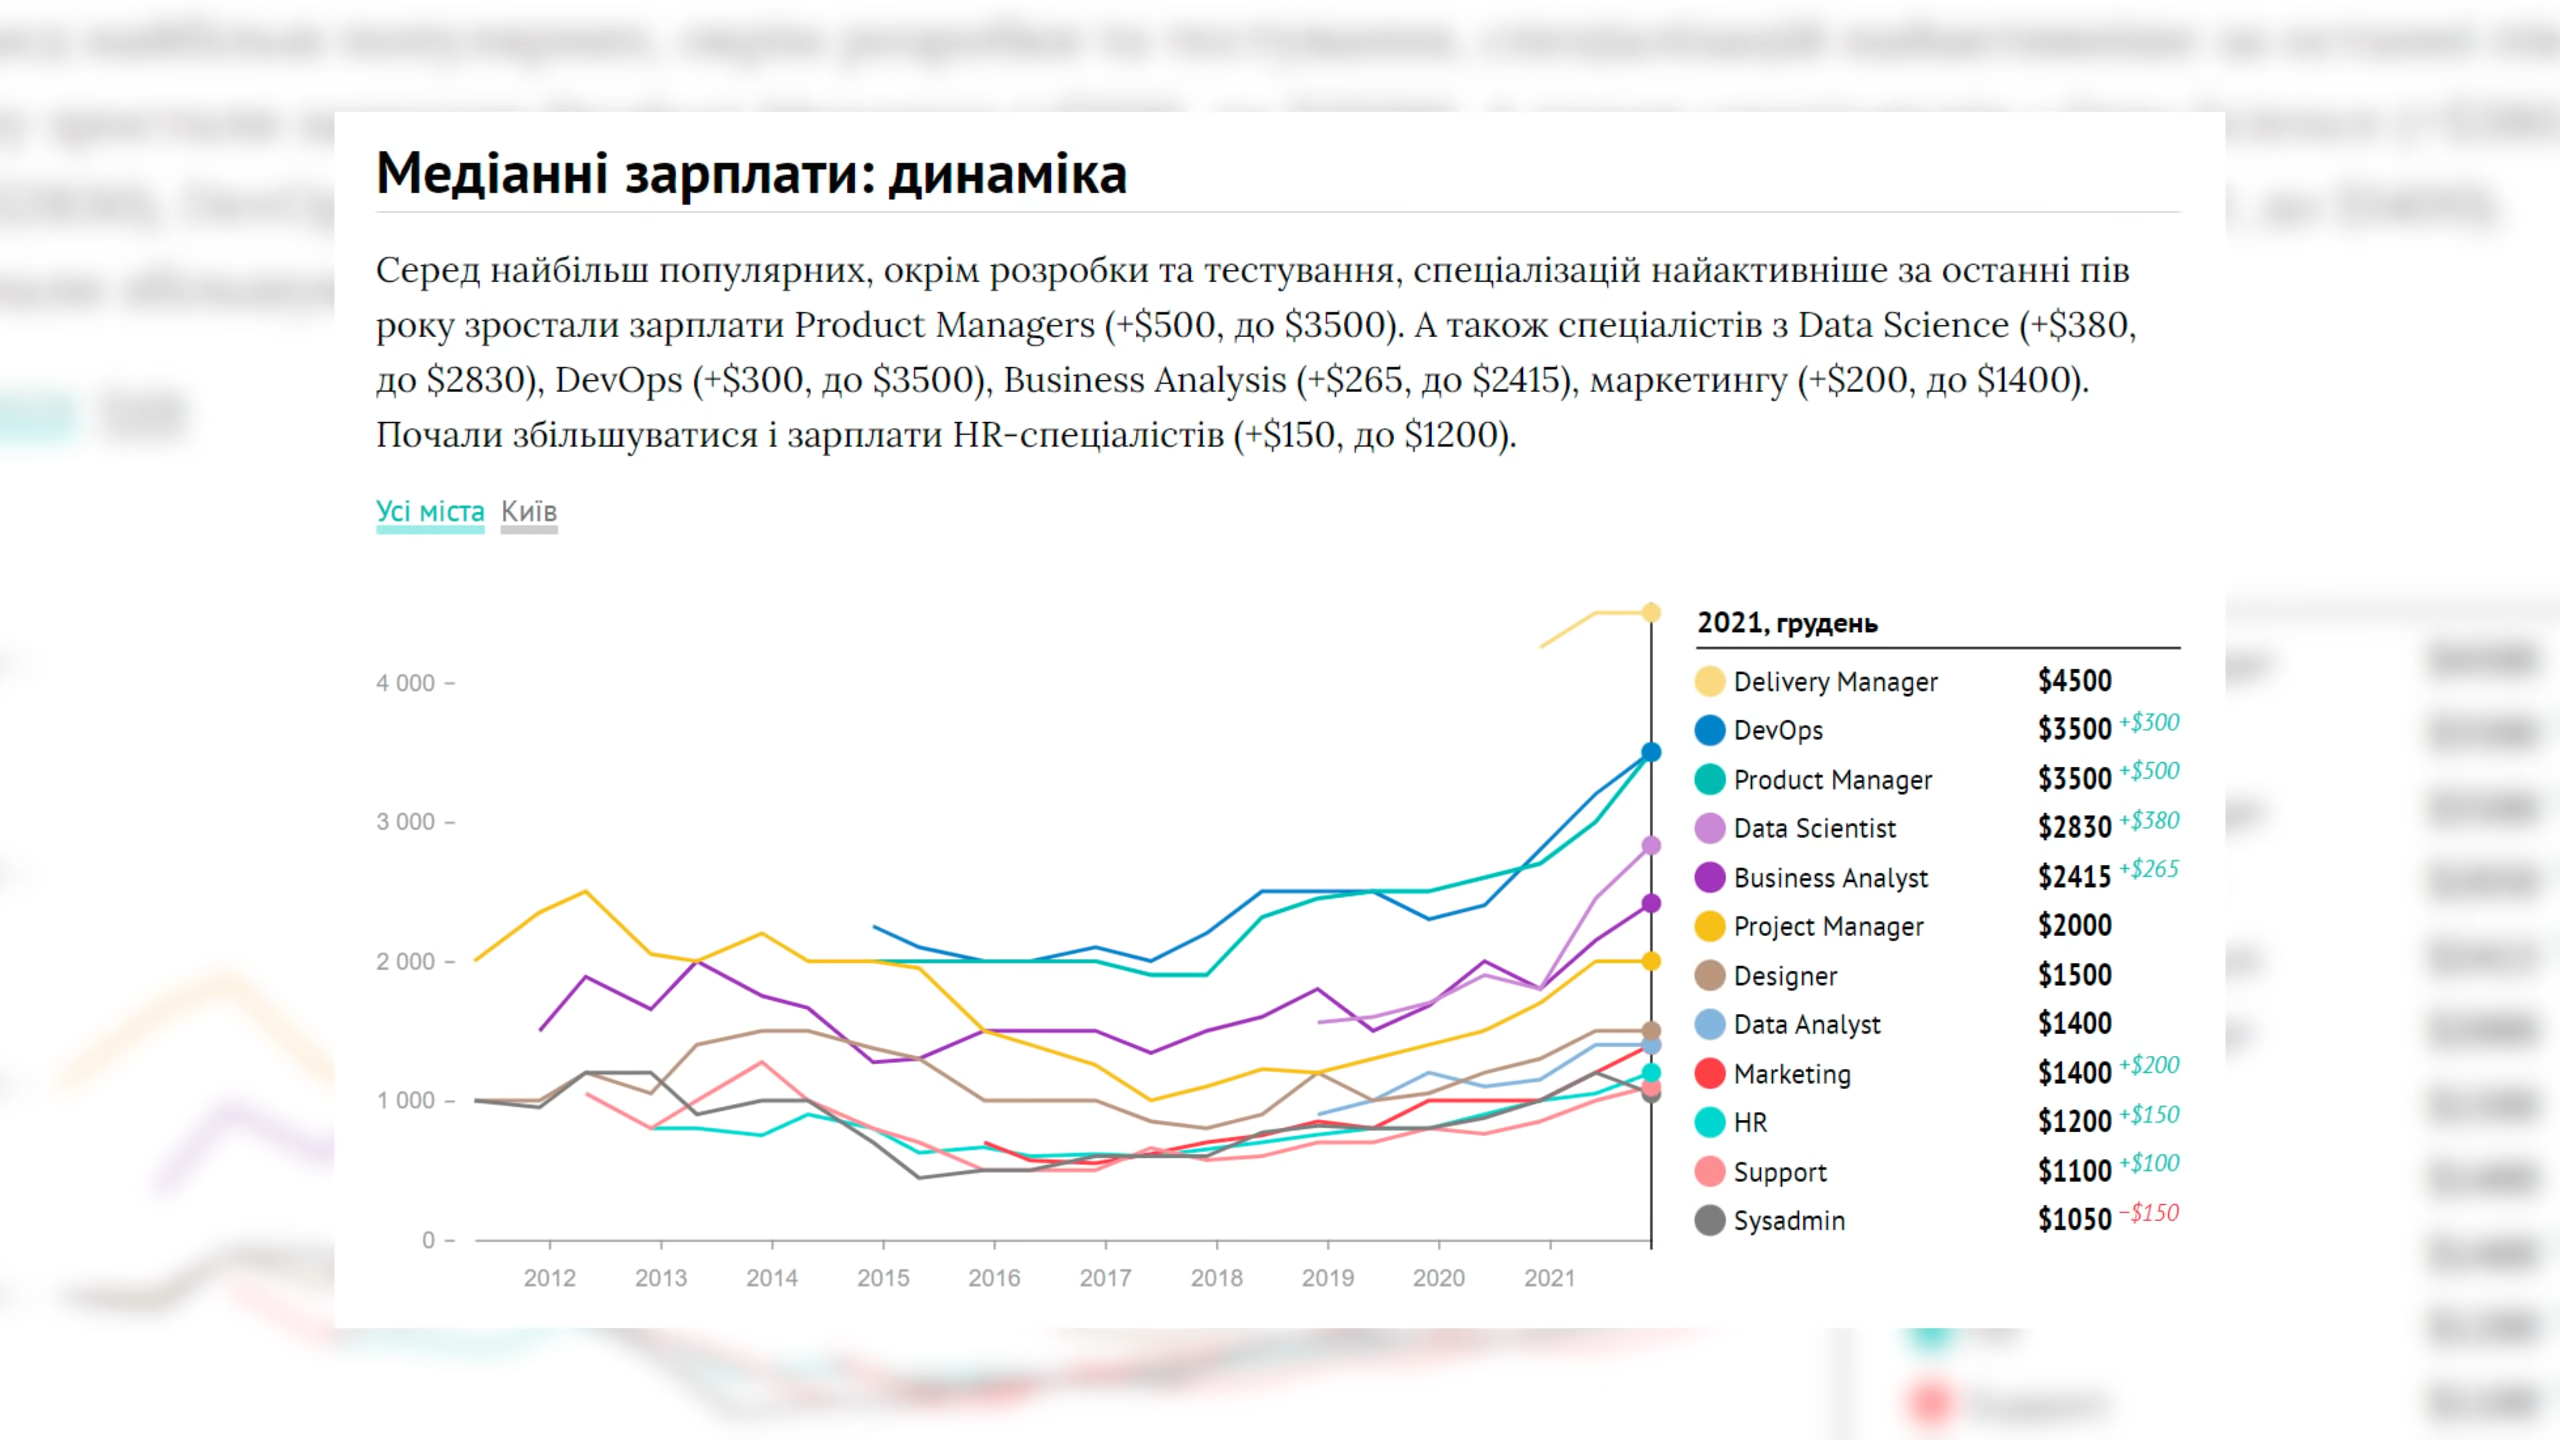 Медіанні зарплати: динаміка
Серед найбільш популярних, окрім розробки та тестування, спеціалізацій найактивніше за останні пів
року зростали зарплати Product Managers (+$500, до $3500). А також спеціалістів з Data Science (+$380,
до $2830), DevOps (+$300, до $3500), Business Analysis (+$265, до $2415), маркетингу (+$200, до $1400).
Почали збільшуватися і зарплати HR-спеціалістів (+$150, до $1200).
Усі міста Київ
2021, грудень
Delivery Manager $4500
DevOps $3500 +$300
Product Manager $3500 +$500
Data Scientist $2830 +$380
Business Analyst $2415 +$265
Project Manager $2000
Designer $1500
Data Analyst $1400
Marketing $1400 +$200
HR $1200 +$150
Support $1100 +$100
Sysadmin $1050 −$150
4 000
3 000
2 000
1 000
0
2012 2013 2014 2015 2016 2017 2018 2019 2020 2021